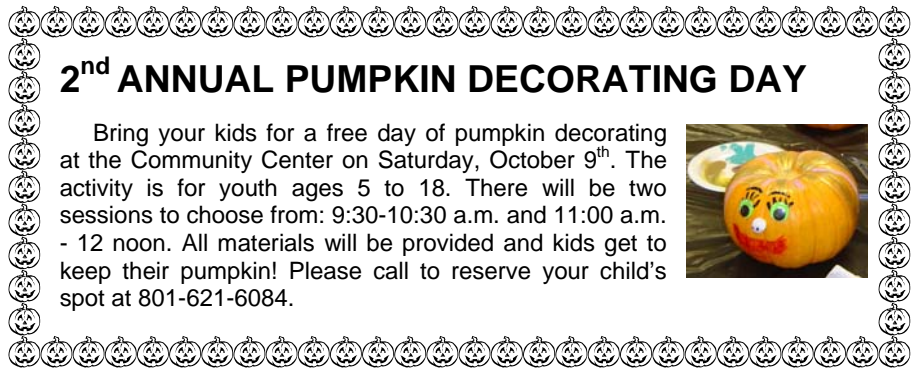 2nd ANNUAL PUMPKIN DECORATING DAY
Bring your kids for a free day of pumpkin decorating
at the Community Center on Saturday, October 9th. The
activity is for youth ages 5 to 18. There will be two
sessions to choose from: 9:30-10:30 a.m. and 11:00 a.m.
- 12 noon. All materials will be provided and kids get to
keep their pumpkin! Please call to reserve your child's
spot at 801-621-6084.